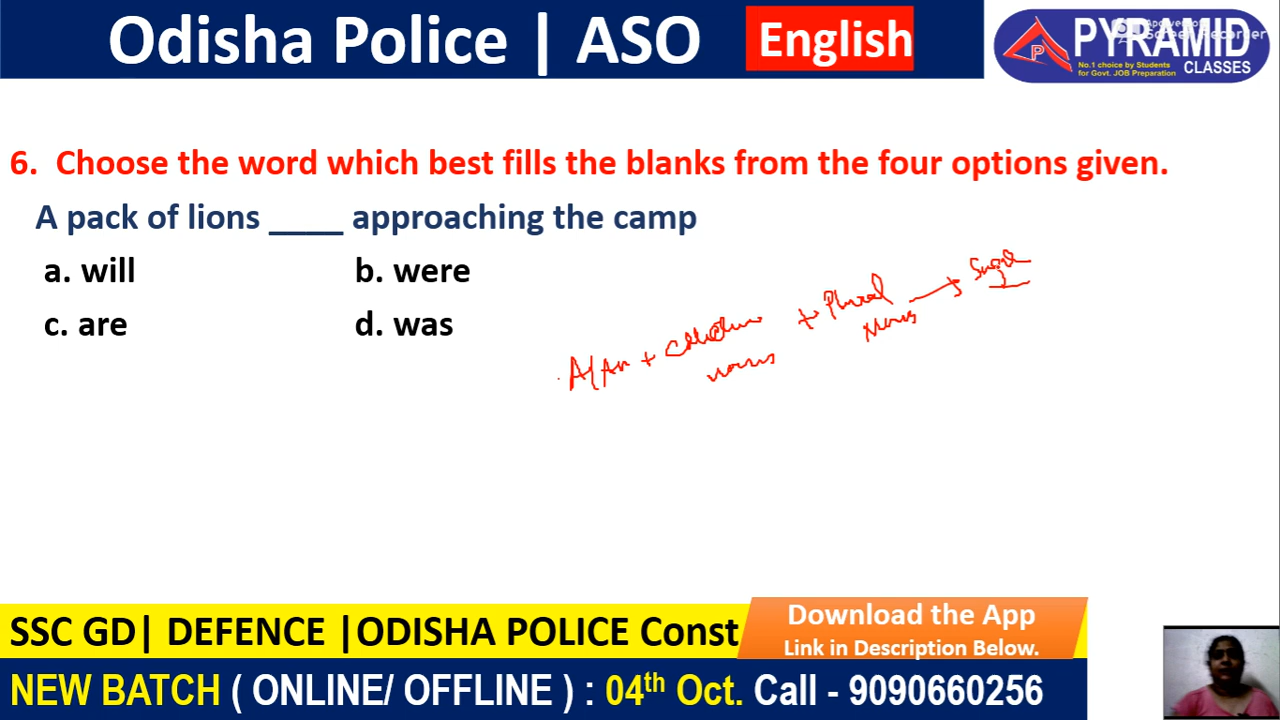 Odisha Police | ASO
English
PYRAMID
CLASSES
No.1 choice by Students
for Govt. JOB Preparation
6. Choose the word which best fills the blanks from the four options given.
A pack of lions ____ approaching the camp
a. will
b. were
c. are
d. was
A/An + collective + Plural →
nouns Nouns
SSC GD| DEFENCE |ODISHA POLICE Const
Download the App
Link in Description Below.
NEW BATCH ( ONLINE/ OFFLINE ) : 04th Oct. Call - 9090660256